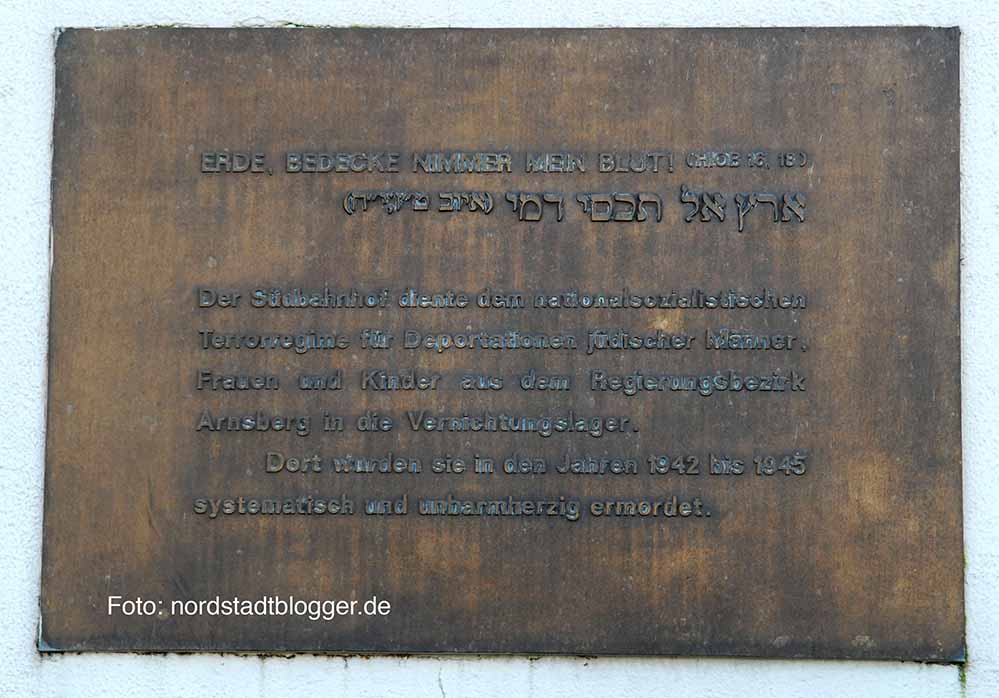 ERDE, BEDECKE NIMMER MEIN BLUT! (HIOB 16, 18)
ארץ אל תכסי דמי (איוב ט״ז,י״ח)
Der Südbahnhof diente dem nationalsozialistischen
Terrorregime für Deportationen jüdischer Männer,
Frauen und Kinder aus dem Regierungsbezirk
Arnsberg in die Vernichtungslager.
Dort wurden sie in den Jahren 1942 bis 1945
systematisch und unbarmherzig ermordet.
Foto: nordstadtblogger.de